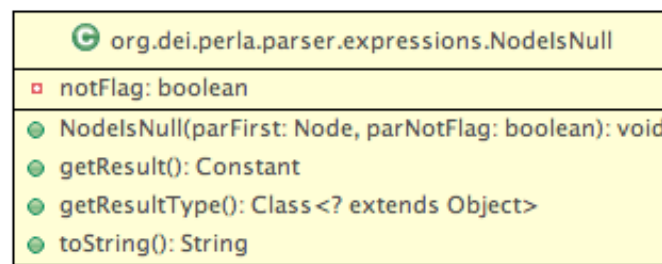 C org.dei.perla.parser.expressions.NodeIsNull
notFlag: boolean
NodeIsNull(parFirst: Node, parNotFlag: boolean): void
getResult(): Constant
getResultType(): Class<? extends Object>
toString(): String